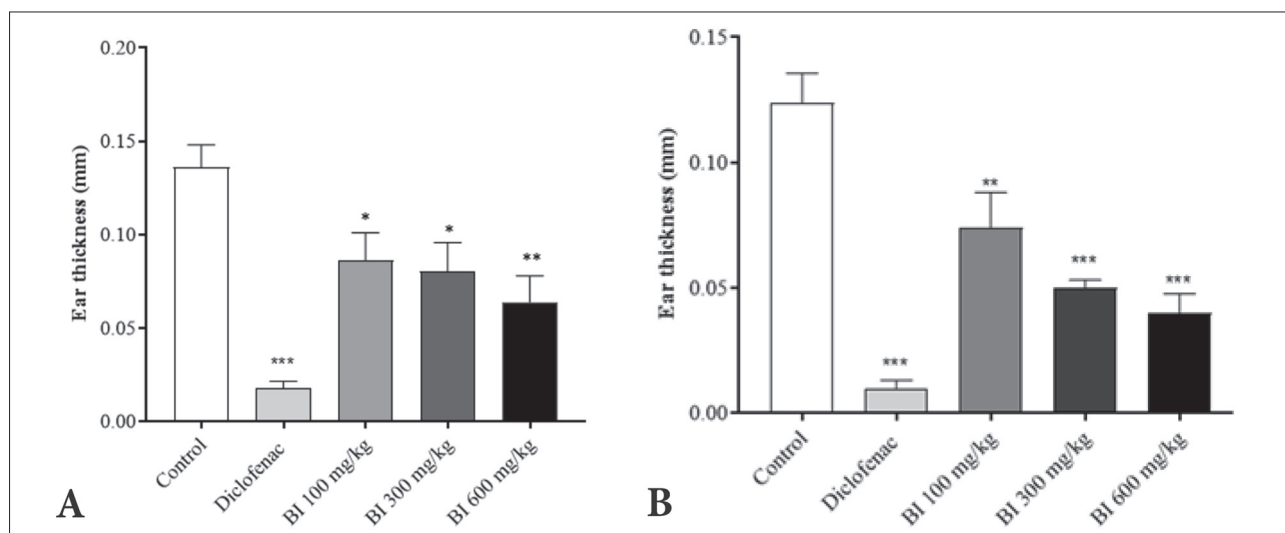 0.20
0.15
0.10
0.05
0.00
Ear thickness (mm)
***
*
*
**
Control
Diclofenac
BI 100 mg/kg
BI 300 mg/kg
BI 600 mg/kg
A
0.15
0.10
0.05
0.00
Ear thickness (mm)
***
**
***
***
Control
Diclofenac
BI 100 mg/kg
BI 300 mg/kg
BI 600 mg/kg
B